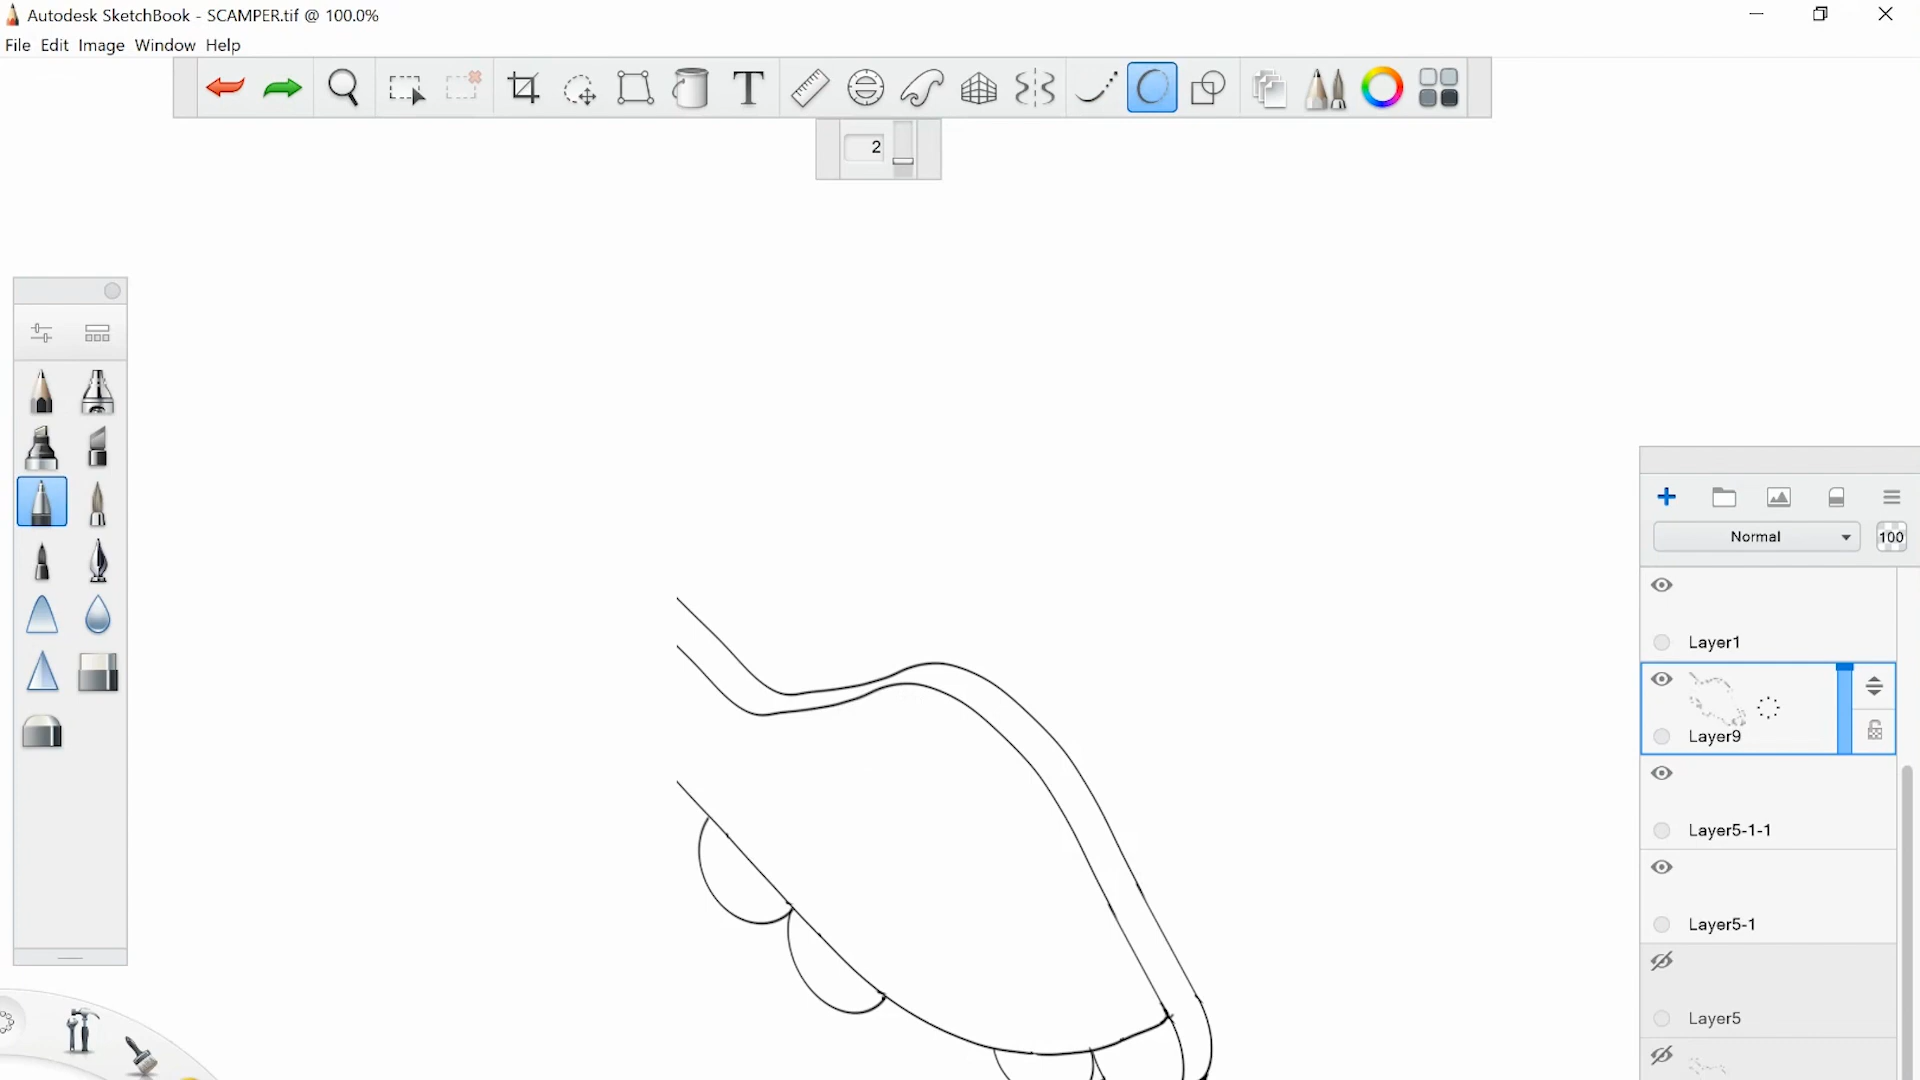 Autodesk SketchBook - SCAMPER.tif @ 100.0%
File Edit Image Window Help
T
2
Normal
100
Layer1
Layer9
Layer5-1-1
Layer5-1
Layer5